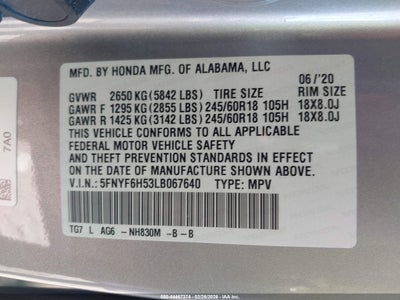 MFD. BY HONDA MFG. OF ALABAMA, LLC 06/'20
GVWR 2650 KG (5842 LBS) TIRE SIZE RIM SIZE
GAWR F 1295 KG (2855 LBS) 245/60R18 105H 18X8.0J
GAWR R 1425 KG (3142 LBS) 245/60R18 105H 18X8.0J
THIS VEHICLE CONFORMS TO ALL APPLICABLE
FEDERAL MOTOR VEHICLE SAFETY STANDARDS IN EFFECT
ON THE DATE OF MANUFACTURE SHOWN ABOVE.
V.I.N.: 5FNYF6H53LB067640 TYPE: MPV
TG7 L AG6 -NH830M -B -B
7A0